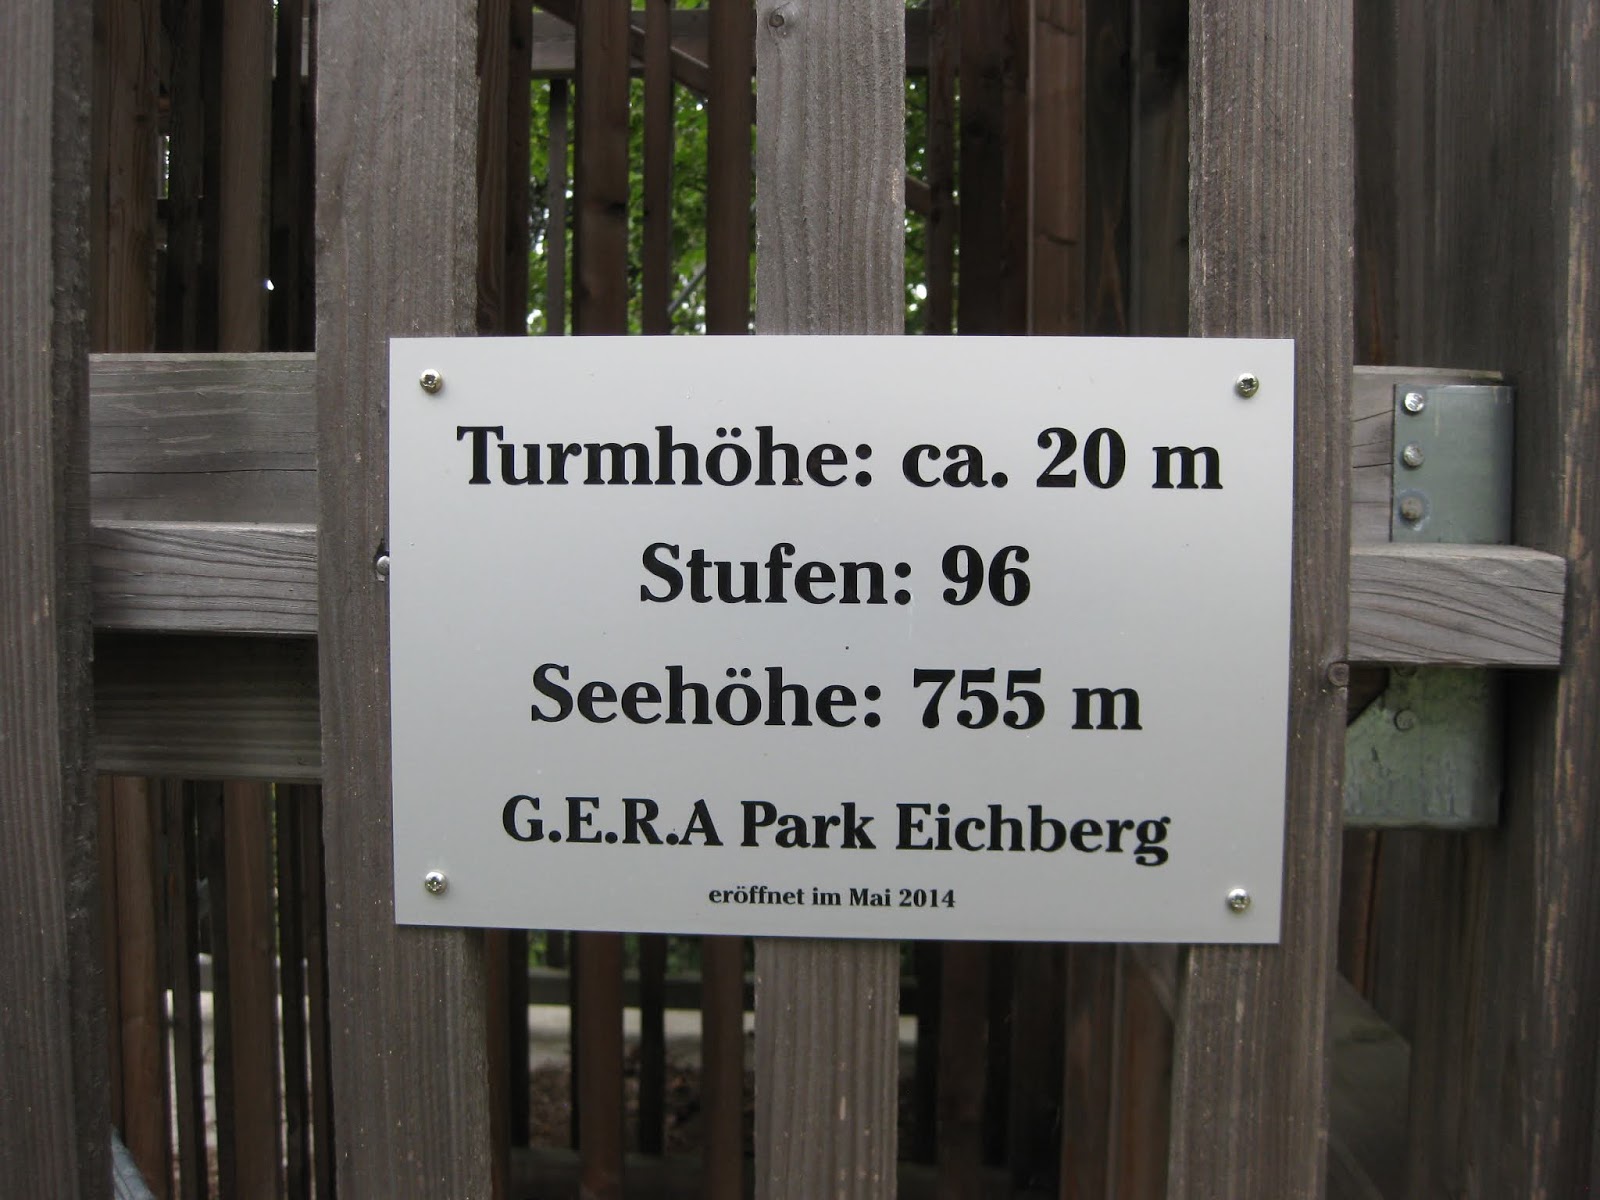 Turmhöhe: ca. 20 m
Stufen: 96
Seehöhe: 755 m
G.E.R.A Park Eichberg
eröffnet im Mai 2014